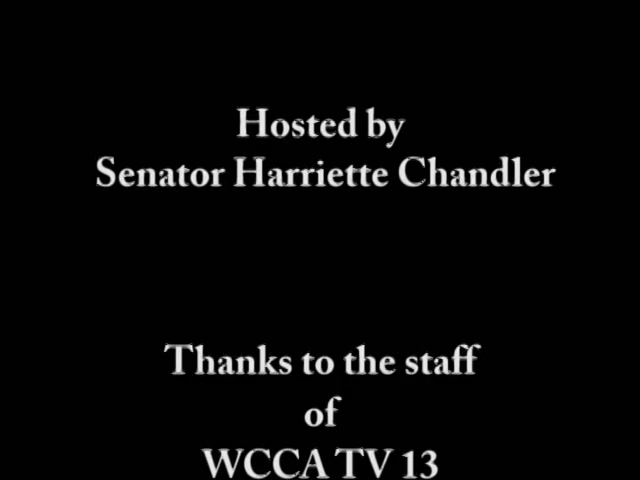 Hosted by
Senator Harriette Chandler
Thanks to the staff
of
WCCA TV 13